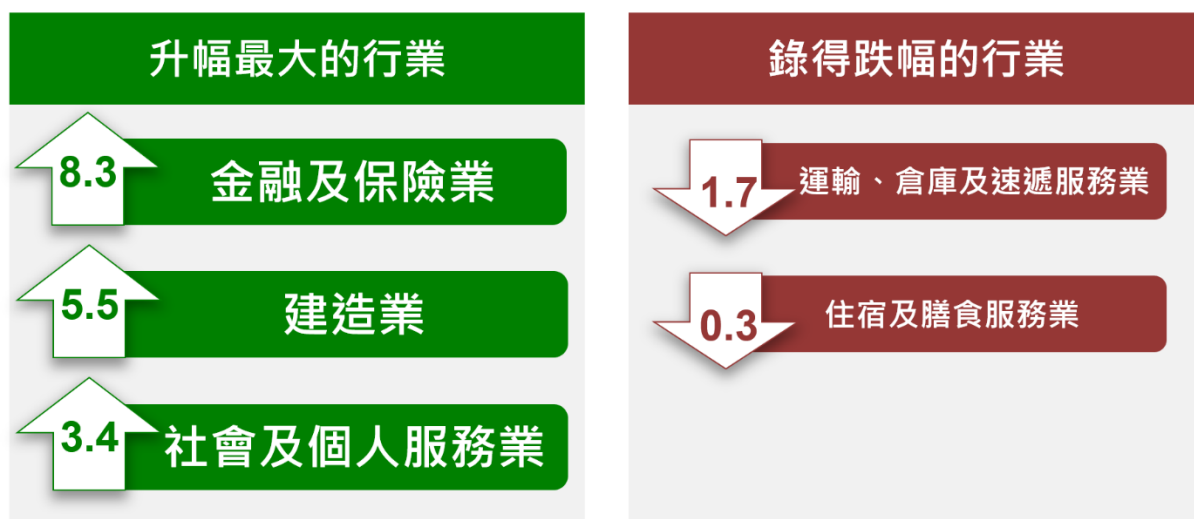 升幅最大的行業
8.3 金融及保險業
5.5 建造業
3.4 社會及個人服務業
錄得跌幅的行業
1.7 運輸、倉庫及速遞服務業
0.3 住宿及膳食服務業